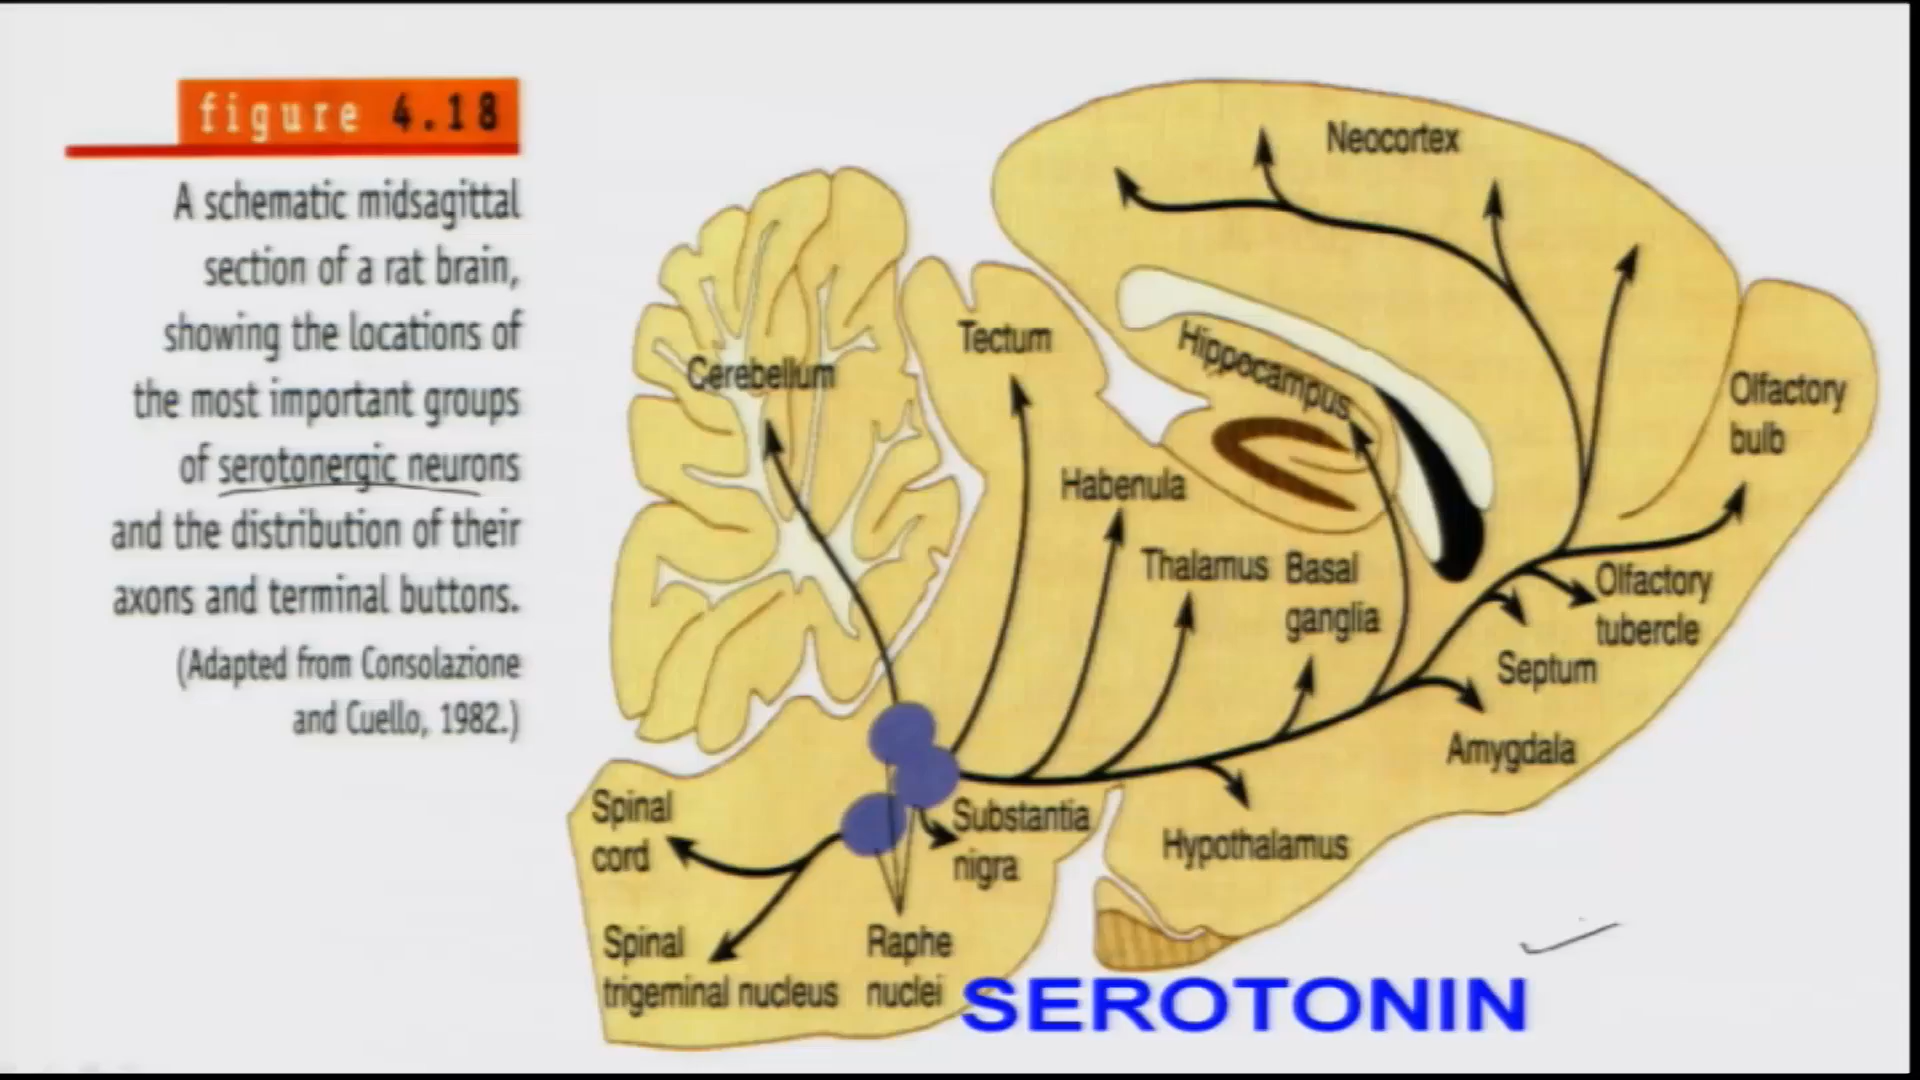 figure 4.18
A schematic midsagittal
section of a rat brain,
showing the locations of
the most important groups
of serotonergic neurons
and the distribution of their
axons and terminal buttons.
(Adapted from Consolazione
and Cuello, 1982.)
Neocortex
Tectum
Hippocampus
Cerebellum
Olfactory
bulb
Habenula
Thalamus
Basal
ganglia
Olfactory
tubercle
Septum
Amygdala
Spinal
cord
Substantia
nigra
Hypothalamus
Spinal
trigeminal nucleus
Raphe
nuclei
SEROTONIN